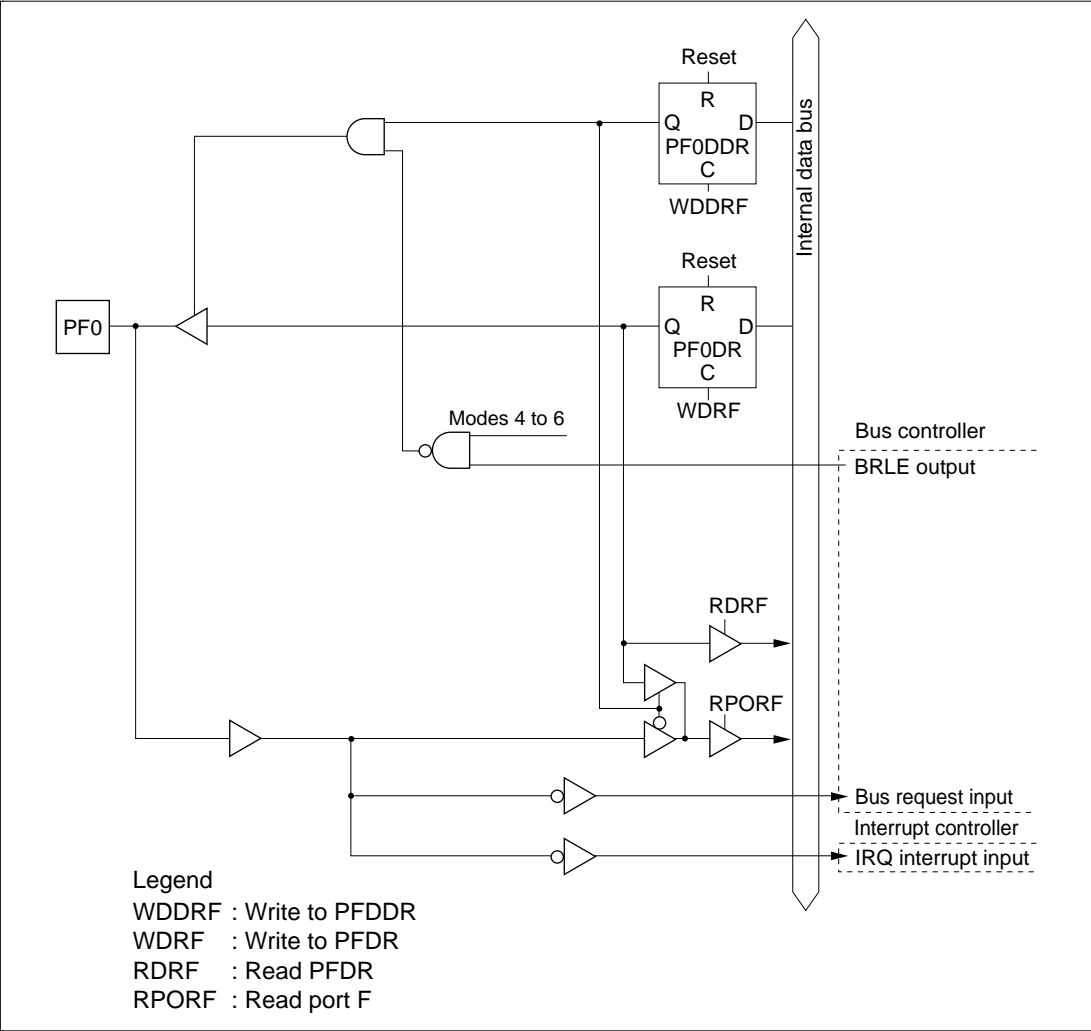 Reset
R
Q D
PF0DDR
C
WDDRF
Internal data bus
Reset
R
PF0
Q D
PF0DR
C
WDRF
Modes 4 to 6
Bus controller
BRLE output
RDRF
RPORF
Bus request input
Interrupt controller
IRQ interrupt input
Legend
WDDRF : Write to PFDDR
WDRF : Write to PFDR
RDRF : Read PFDR
RPORF : Read port F